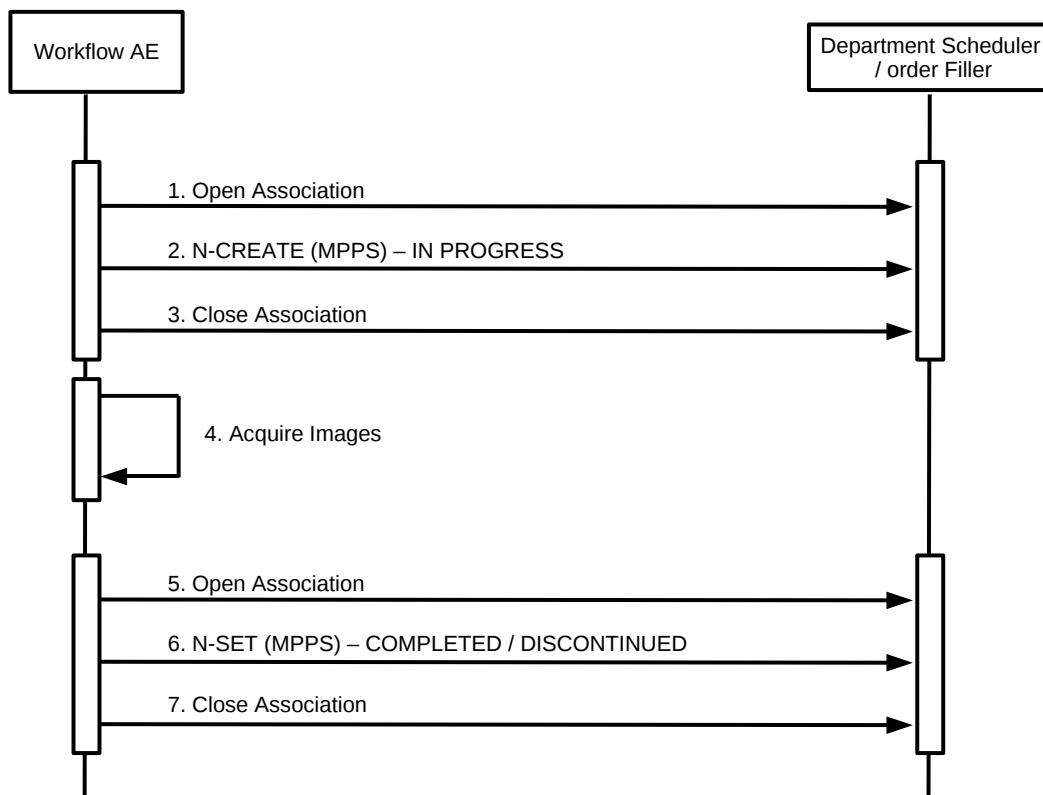 Workflow AE
Department Scheduler
/ order Filler
1. Open Association
2. N-CREATE (MPPS) – IN PROGRESS
3. Close Association
4. Acquire Images
5. Open Association
6. N-SET (MPPS) – COMPLETED / DISCONTINUED
7. Close Association